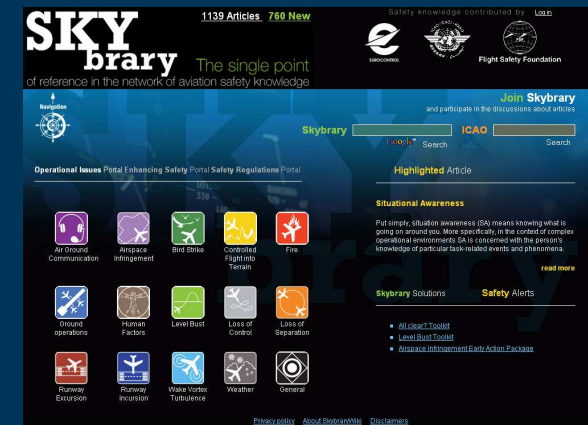 SKYbrary
1139 Articles 760 New
The single point
of reference in the network of aviation safety knowledge
Safety knowledge contributed by Log in
EUROCONTROL
ICAO
Flight Safety Foundation
Navigation
Join Skybrary
and participate in the discussions about articles
Skybrary
Google™ Search
ICAO
Search
Operational Issues Portal Enhancing Safety Portal Safety Regulations Portal
Highlighted Article
Situational Awareness
Put simply, situation awareness (SA) means knowing what is
going on around you. More specifically, in the context of complex
operational environments SA is concerned with the person's
knowledge of particular task-related events and phenomena.
read more
Air Ground
Communication
Airspace
Infringement
Bird Strike
Controlled
Flight into
Terrain
Fire
Skybrary Solutions
Safety Alerts
All clear? Toolkit
Level Bust Toolkit
Airspace Infringement Early Action Package
Ground
operations
Human
Factors
Level Bust
Loss of
Control
Loss of
Separation
Runway
Excursion
Runway
Incursion
Wake Vortex
Turbulence
Weather
General
Privacy policy About SkybraryWiki Disclaimers